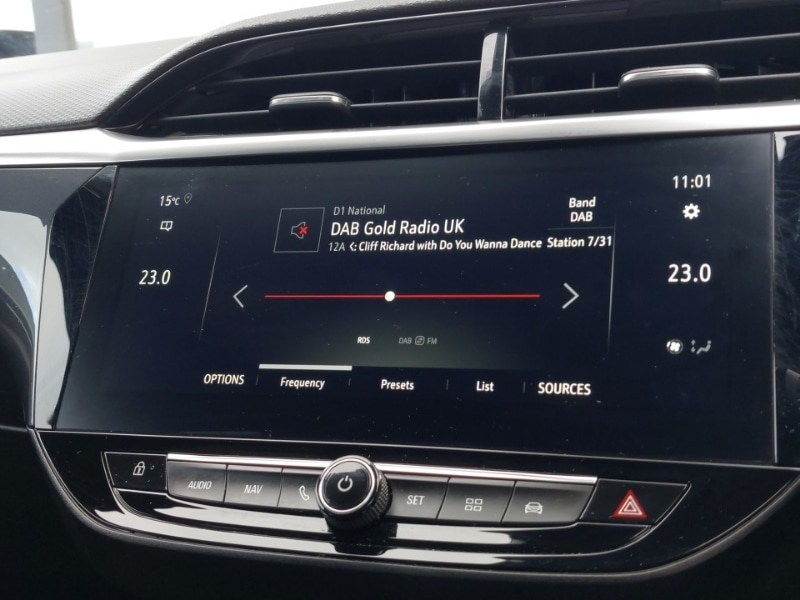 15°C
11:01
D1 National
DAB Gold Radio UK
12A <: Cliff Richard with Do You Wanna Dance
Band
DAB
Station 7/31
23.0
23.0
RDS
DAB FM
OPTIONS
Frequency
Presets
List
SOURCES
AUDIO
NAV
SET